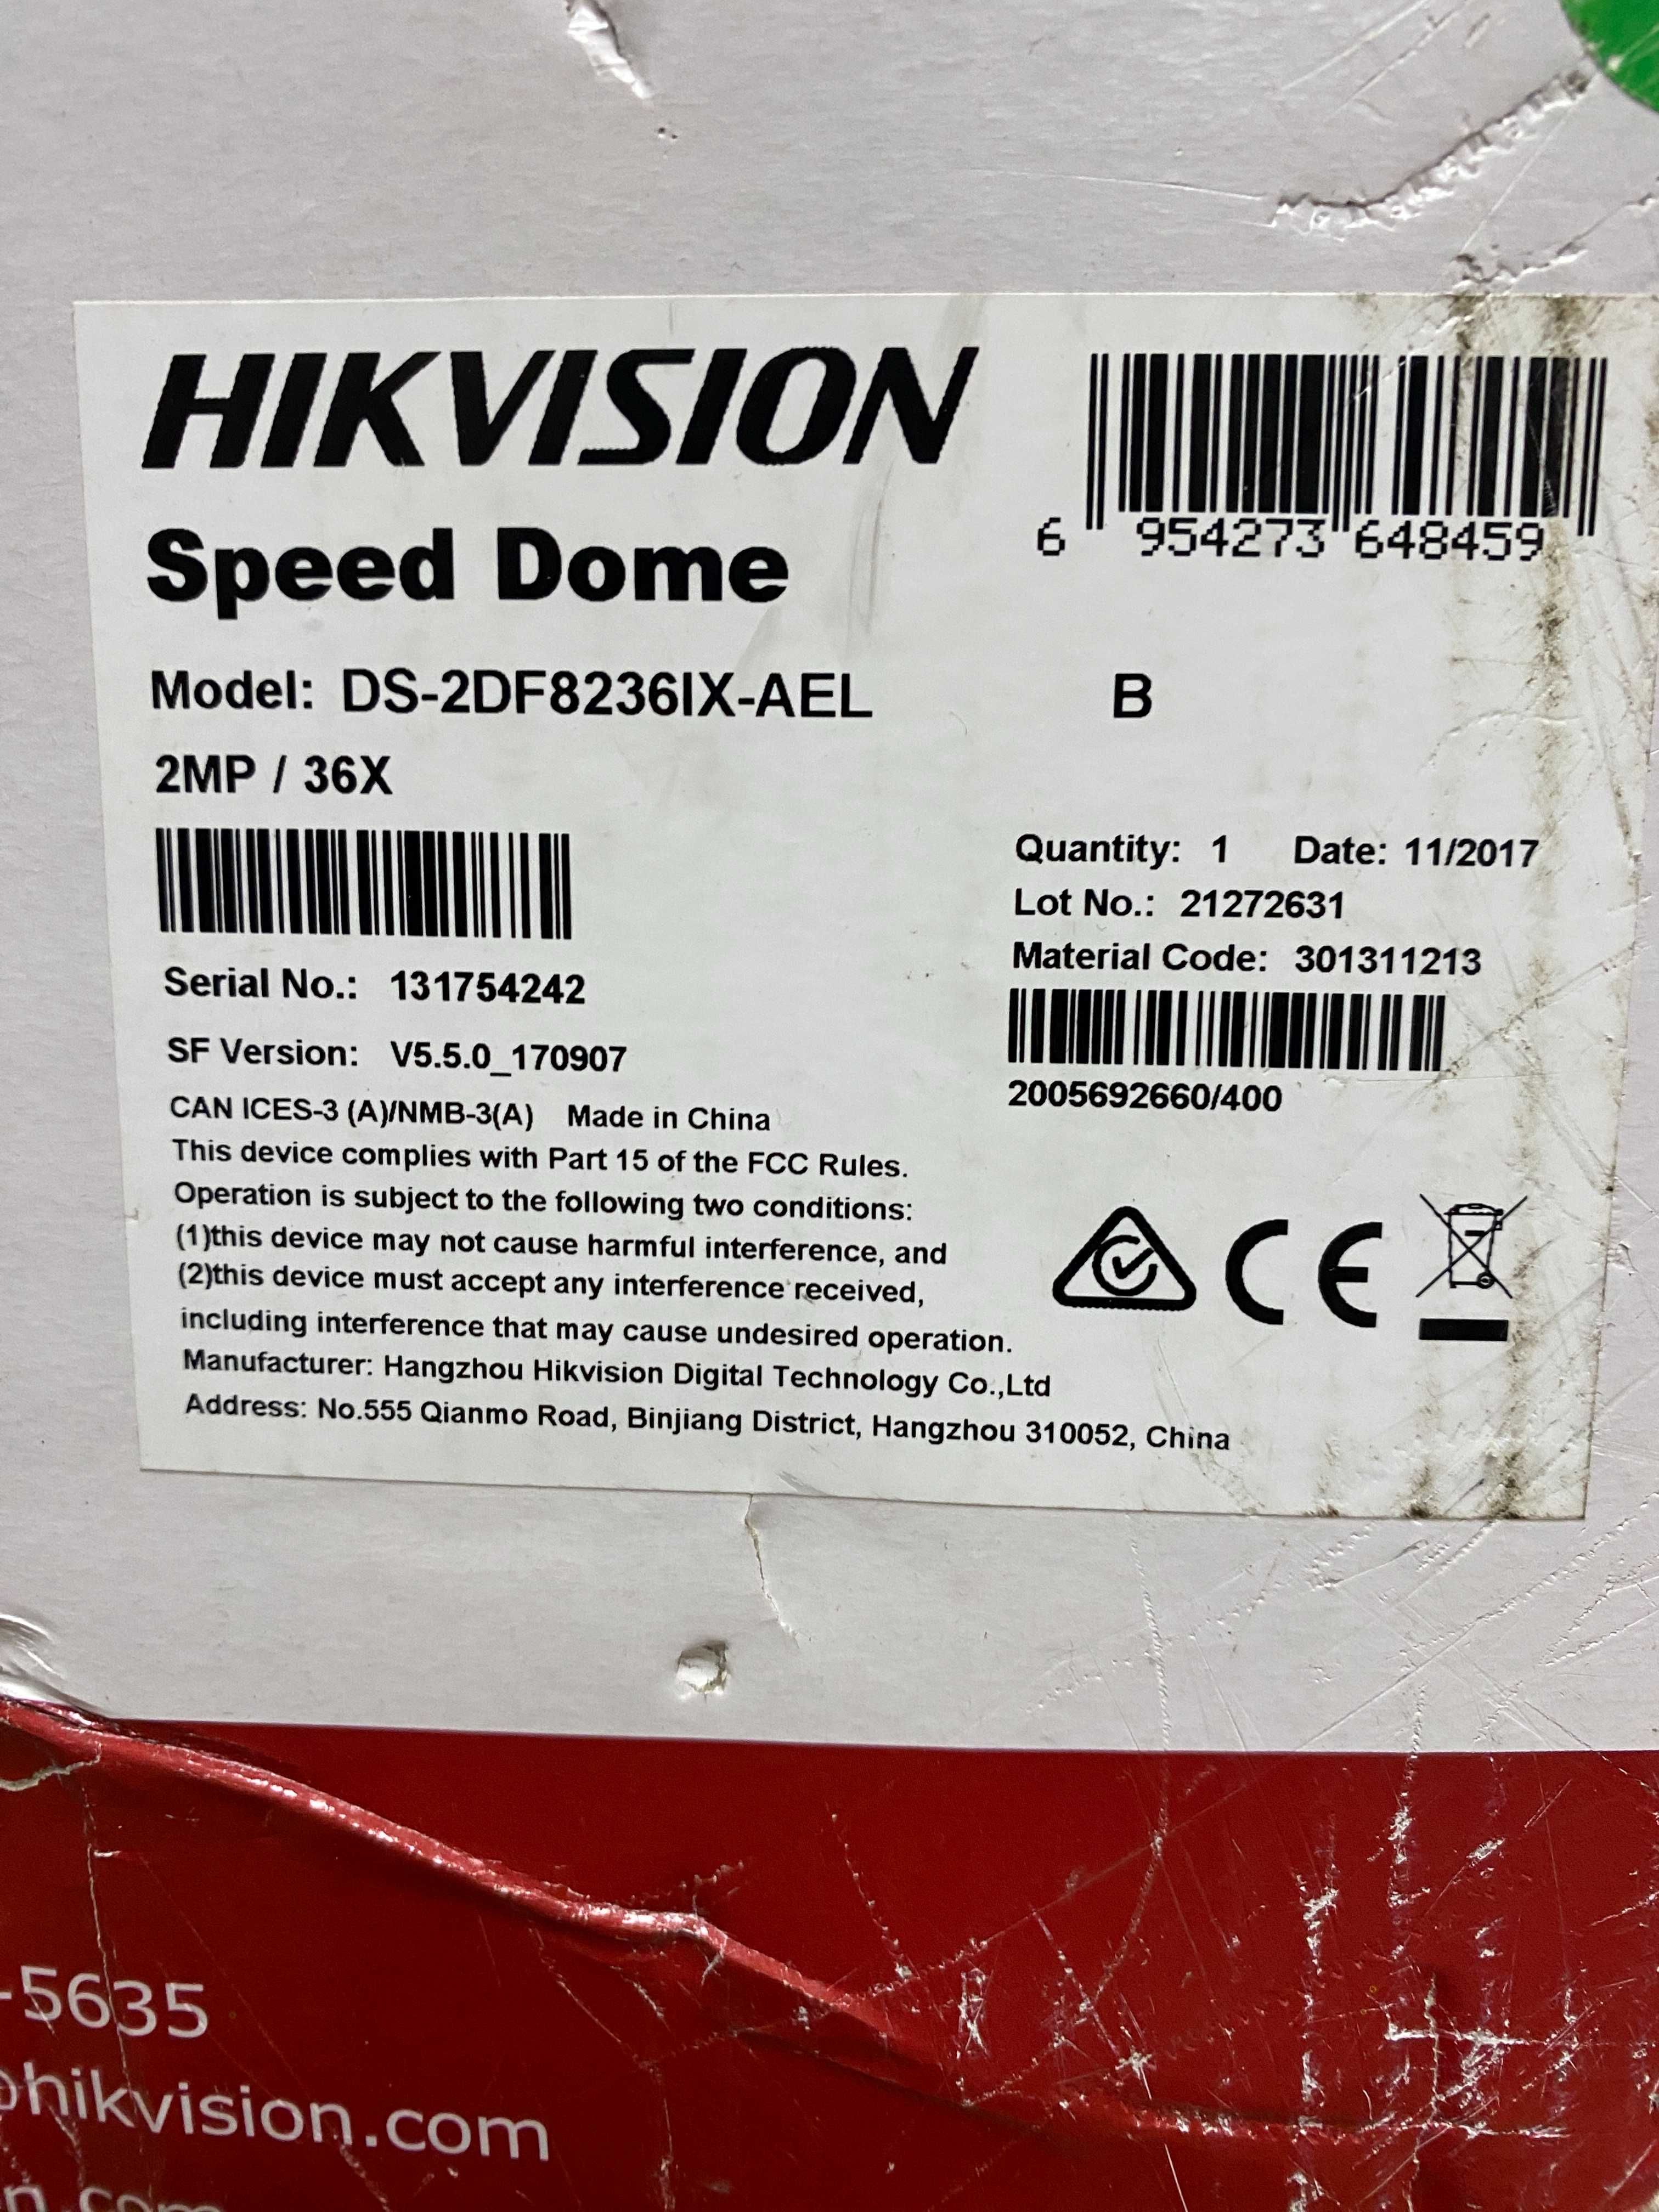 HIKVISION
6 954273 648459
Speed Dome
Model: DS-2DF8236IX-AEL B
2MP / 36X
Quantity: 1 Date: 11/2017
Lot No.: 21272631
Material Code: 301311213
Serial No.: 131754242
SF Version: V5.5.0_170907
2005692660/400
CAN ICES-3 (A)/NMB-3(A) Made in China
This device complies with Part 15 of the FCC Rules.
Operation is subject to the following two conditions:
(1)this device may not cause harmful interference, and
(2)this device must accept any interference received,
including interference that may cause undesired operation.
CE
Manufacturer: Hangzhou Hikvision Digital Technology Co.,Ltd
Address: No.555 Qianmo Road, Binjiang District, Hangzhou 310052, China
-5635
@hikvision.com
n.com